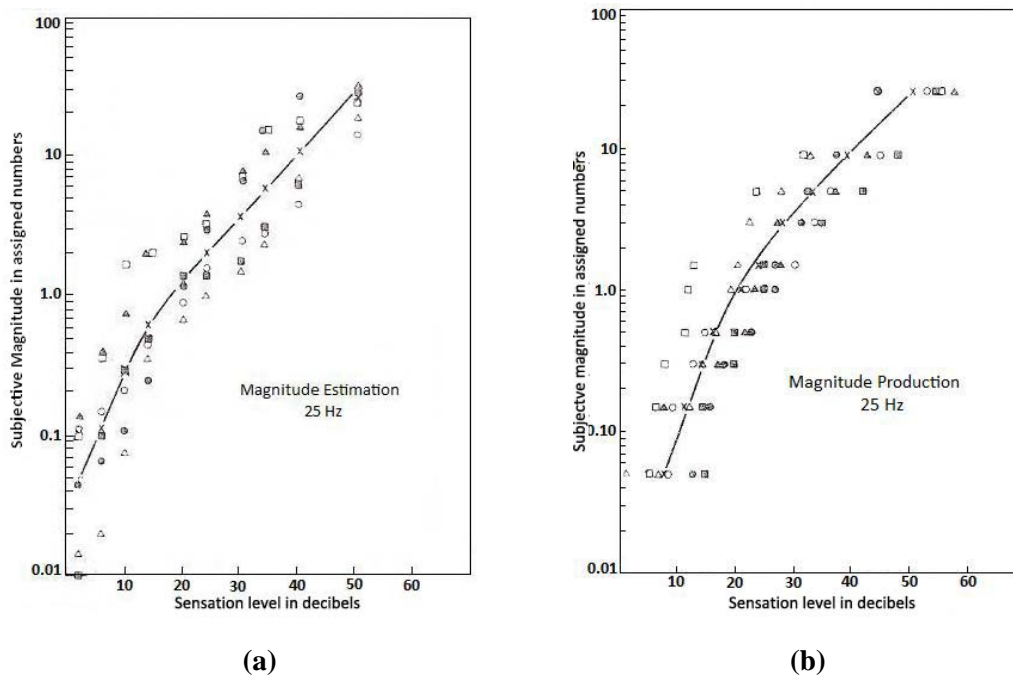 100
10
1.0
0.1
0.01
Subjective Magnitude in assigned numbers
Magnitude Estimation
25 Hz
10 20 30 40 50 60
Sensation level in decibels
(a)
100
10
1.0
0.10
0.01
Subjectve magnitude in assigned numbers
Magnitude Production
25 Hz
10 20 30 40 50 60
Sensation level in decibels
(b)